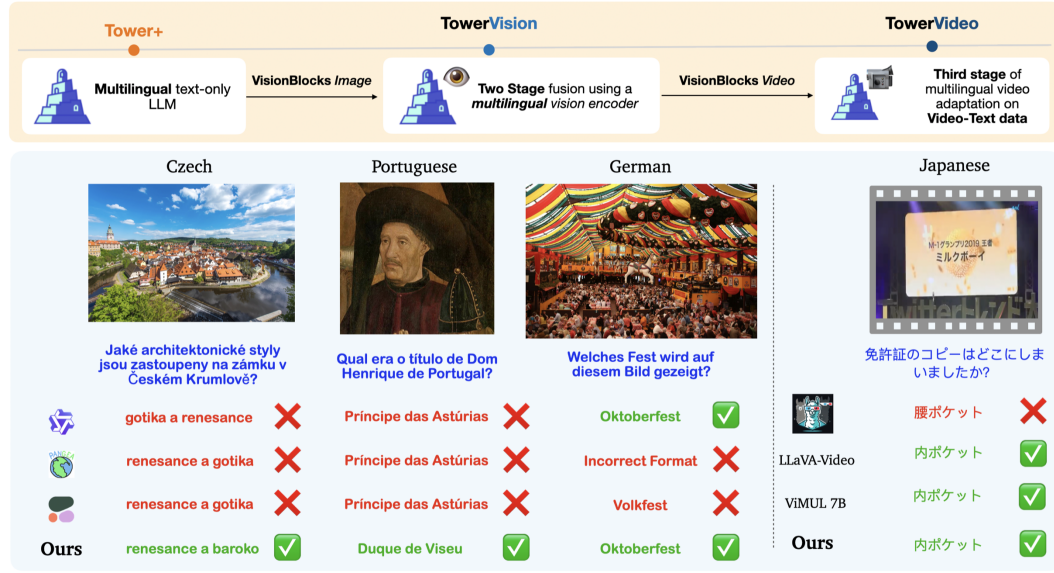 Tower+
TowerVision
TowerVideo
Multilingual text-only
LLM
VisionBlocks Image
Two Stage fusion using a
multilingual vision encoder
VisionBlocks Video
Third stage of
multilingual video
adaptation on
Video-Text data
Czech
Portuguese
German
Japanese
M-1グランプリ2019 王者
ミルクボーイ
Jaké architektonické styly
jsou zastoupeny na zámku v
Českém Krumlově?
Qual era o título de Dom
Henrique de Portugal?
Welches Fest wird auf
diesem Bild gezeigt?
免許証のコピーはどこにしま
いましたか?
gotika a renesance
Príncipe das Astúrias
Oktoberfest
腰ポケット
PANGEA
renesance a gotika
Príncipe das Astúrias
Incorrect Format
LLaVA-Video
内ポケット
renesance a gotika
Príncipe das Astúrias
Volkfest
ViMUL 7B
内ポケット
Ours
renesance a baroko
Duque de Viseu
Oktoberfest
Ours
内ポケット